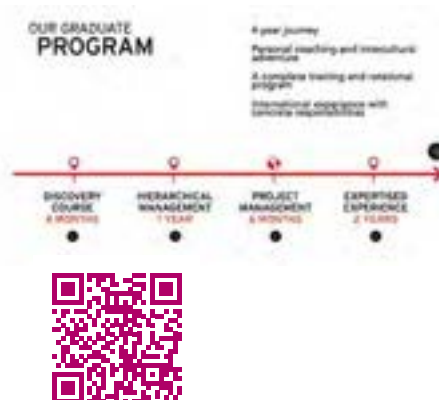 OUR GRADUATE
PROGRAM
4 year journey
Personal coaching and intercultural
adventure
A complete training and rotational
program
International experience with
concrete responsibilities
DISCOVERY
COURSE
6 MONTHS
HIERARCHICAL
MANAGEMENT
1 YEAR
PROJECT
MANAGEMENT
6 MONTHS
EXPERTISED
EXPERIENCE
2 YEARS